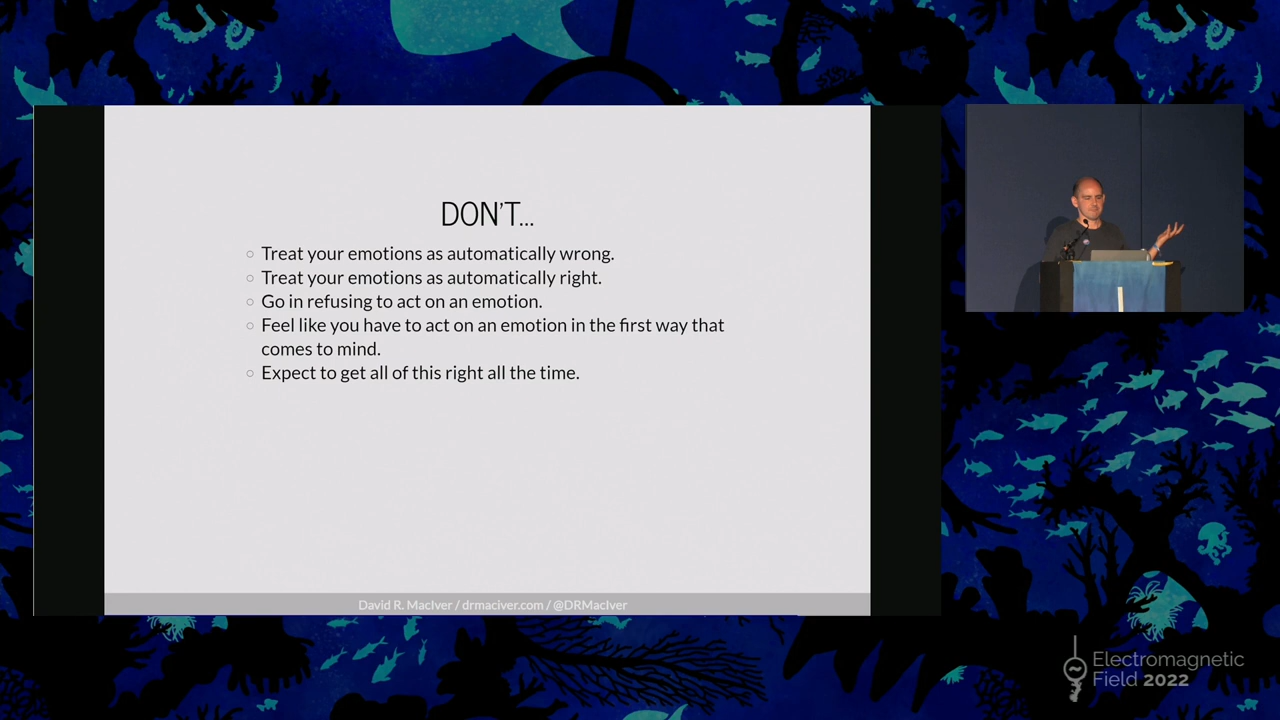 DON'T...
○ Treat your emotions as automatically wrong.
○ Treat your emotions as automatically right.
○ Go in refusing to act on an emotion.
○ Feel like you have to act on an emotion in the first way that
comes to mind.
○ Expect to get all of this right all the time.
David R. MacIver / drmaciver.com / @DRMacIver
Electromagnetic
Field 2022